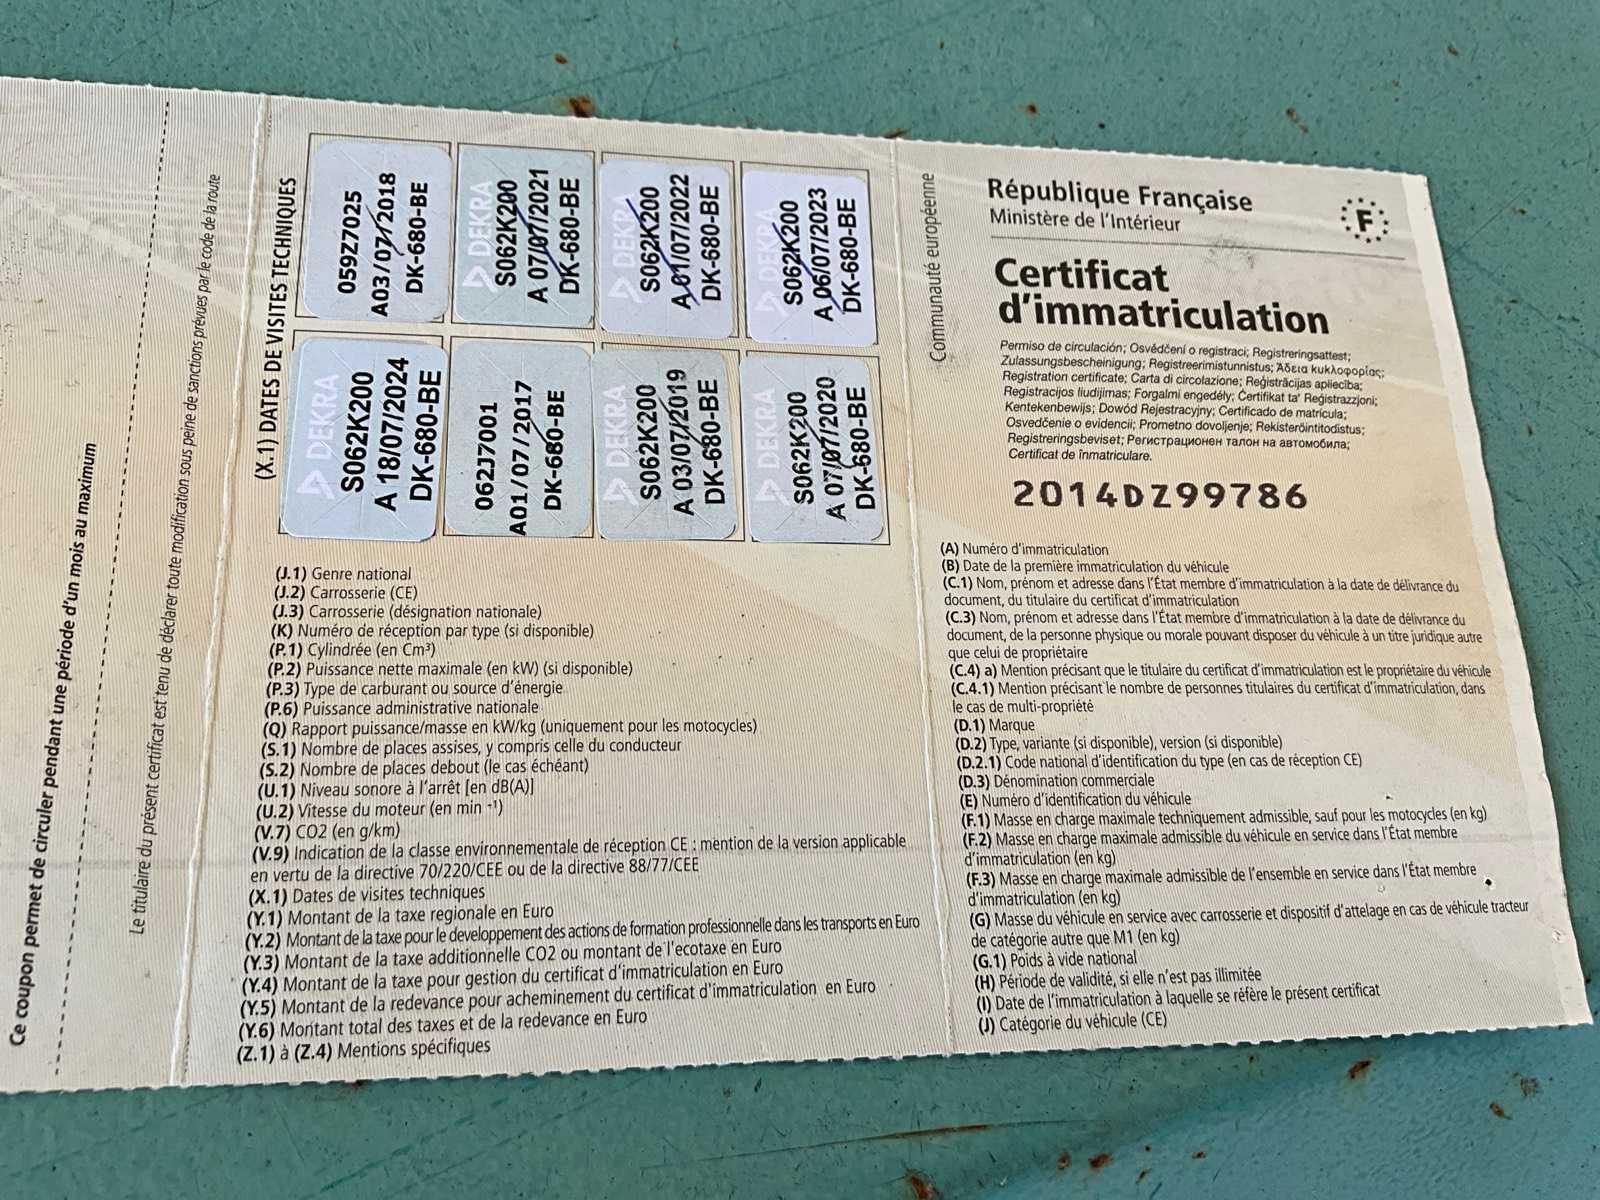 Ce coupon permet de circuler pendant une période d'un mois au maximum
Le titulaire du présent certificat est tenu de déclarer toute modification sous peine de sanctions prévues par le code de la route
(X.1) DATES DE VISITES TECHNIQUES
059Z7025
A03/07/2018
DK-680-BE
DEKRA
S062K200
A 07/07/2021
DK-680-BE
DEKRA
S062K200
A 01/07/2022
DK-680-BE
DEKRA
S062K200
A 06/07/2023
DK-680-BE
DEKRA
S062K200
A 18/07/2024
DK-680-BE
062J7001
A01/07/2017
DK-680-BE
DEKRA
S062K200
A 03/07/2019
DK-680-BE
DEKRA
S062K200
A 07/07/2020
DK-680-BE
(J.1) Genre national
(J.2) Carrosserie (CE)
(J.3) Carrosserie (désignation nationale)
(K) Numéro de réception par type (si disponible)
(P.1) Cylindrée (en Cm³)
(P.2) Puissance nette maximale (en kW) (si disponible)
(P.3) Type de carburant ou source d'énergie
(P.6) Puissance administrative nationale
(Q) Rapport puissance/masse en kW/kg (uniquement pour les motocycles)
(S.1) Nombre de places assises, y compris celle du conducteur
(S.2) Nombre de places debout (le cas échéant)
(U.1) Niveau sonore à l'arrêt [en dB(A)]
(U.2) Vitesse du moteur (en min -1)
(V.7) CO2 (en g/km)
(V.9) Indication de la classe environnementale de réception CE : mention de la version applicable
en vertu de la directive 70/220/CEE ou de la directive 88/77/CEE
(X.1) Dates de visites techniques
(Y.1) Montant de la taxe regionale en Euro
(Y.2) Montant de la taxe pour le developpement des actions de formation professionnelle dans les transports en Euro
(Y.3) Montant de la taxe additionnelle CO2 ou montant de l'ecotaxe en Euro
(Y.4) Montant de la taxe pour gestion du certificat d'immatriculation en Euro
(Y.5) Montant de la redevance pour acheminement du certificat d'immatriculation en Euro
(Y.6) Montant total des taxes et de la redevance en Euro
(Z.1) à (Z.4) Mentions spécifiques
Communauté européenne
République Française
Ministère de l'Intérieur
F
Certificat
d'immatriculation
Permiso de circulación; Osvědčení o registraci; Registreringsattest;
Zulassungsbescheinigung; Registreerimistunnistus; Άδεια κυκλοφορίας;
Registration certificate; Carta di circolazione; Reģistrācijas apliecība;
Registracijos liudijimas; Forgalmi engedély; Ċertifikat ta' Reġistrazzjoni;
Kentekenbewijs; Dowód Rejestracyjny; Certificado de matrícula;
Osvedčenie o evidencii; Prometno dovoljenje; Rekisteröintitodistus;
Registreringsbeviset; Регистрационен талон на автомобила;
Certificat de înmatriculare.
2014DZ99786
(A) Numéro d'immatriculation
(B) Date de la première immatriculation du véhicule
(C.1) Nom, prénom et adresse dans l'État membre d'immatriculation à la date de délivrance du
document, du titulaire du certificat d'immatriculation
(C.3) Nom, prénom et adresse dans l'État membre d'immatriculation à la date de délivrance du
document, de la personne physique ou morale pouvant disposer du véhicule à un titre juridique autre
que celui de propriétaire
(C.4) a) Mention précisant que le titulaire du certificat d'immatriculation est le propriétaire du véhicule
(C.4.1) Mention précisant le nombre de personnes titulaires du certificat d'immatriculation, dans
le cas de multi-propriété
(D.1) Marque
(D.2) Type, variante (si disponible), version (si disponible)
(D.2.1) Code national d'identification du type (en cas de réception CE)
(D.3) Dénomination commerciale
(E) Numéro d'identification du véhicule
(F.1) Masse en charge maximale techniquement admissible, sauf pour les motocycles (en kg)
(F.2) Masse en charge maximale admissible du véhicule en service dans l'État membre
d'immatriculation (en kg)
(F.3) Masse en charge maximale admissible de l'ensemble en service dans l'État membre
d'immatriculation (en kg)
(G) Masse du véhicule en service avec carrosserie et dispositif d'attelage en cas de véhicule tracteur
de catégorie autre que M1 (en kg)
(G.1) Poids à vide national
(H) Période de validité, si elle n'est pas illimitée
(I) Date de l'immatriculation à laquelle se réfère le présent certificat
(J) Catégorie du véhicule (CE)